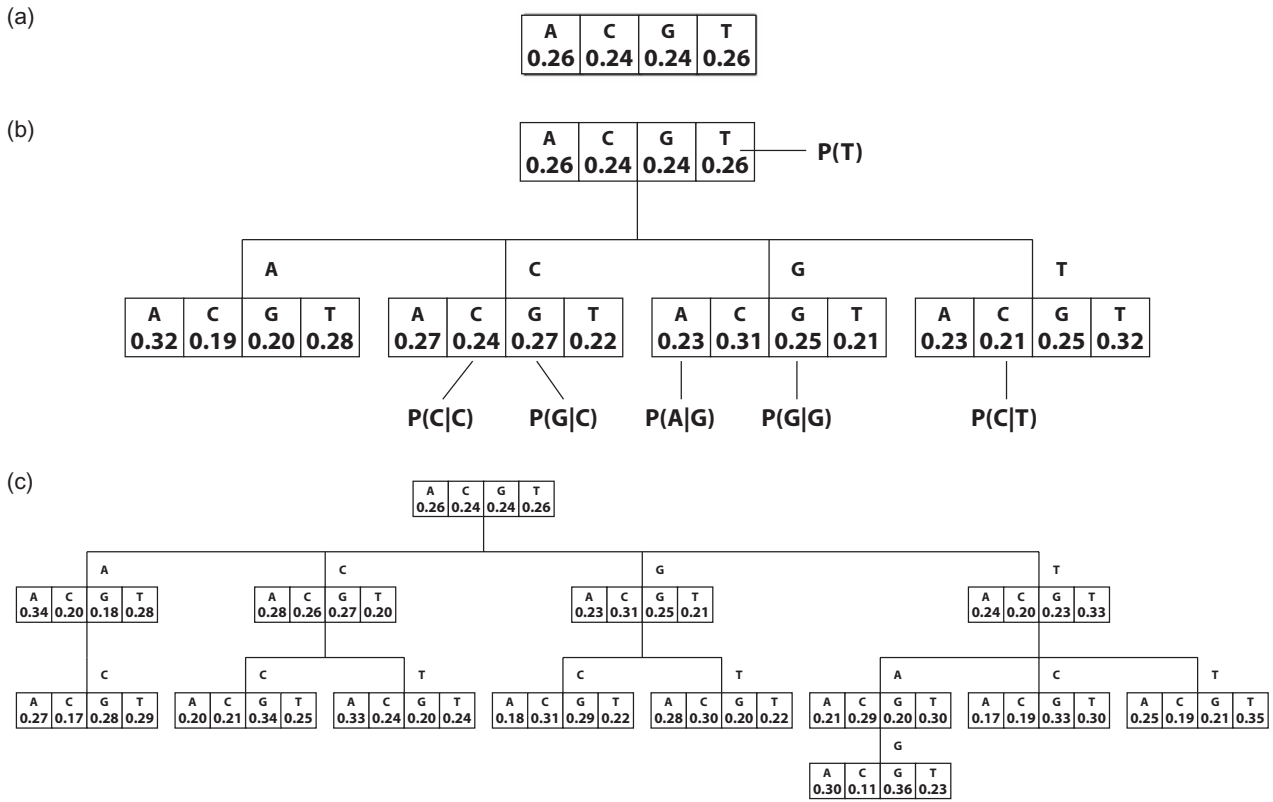 (a)
A C G T
0.26 0.24 0.24 0.26
(b)
A C G T
0.26 0.24 0.24 0.26
P(T)
A C G T
A C G T A C G T A C G T A C G T
0.32 0.19 0.20 0.28 0.27 0.24 0.27 0.22 0.23 0.31 0.25 0.21 0.23 0.21 0.25 0.32
P(C|C) P(G|C) P(A|G) P(G|G) P(C|T)
(c)
A C G T
0.26 0.24 0.24 0.26
A C G T
A C G T A C G T A C G T A C G T
0.34 0.20 0.18 0.28 0.28 0.26 0.27 0.20 0.23 0.31 0.25 0.21 0.24 0.20 0.23 0.33
C C T C T A C T
A C G T A C G T A C G T A C G T A C G T A C G T A C G T A C G T
0.27 0.17 0.28 0.29 0.20 0.21 0.34 0.25 0.33 0.24 0.20 0.24 0.18 0.31 0.29 0.22 0.28 0.30 0.20 0.22 0.21 0.29 0.20 0.30 0.17 0.19 0.33 0.30 0.25 0.19 0.21 0.35
G
A C G T
0.30 0.11 0.36 0.23